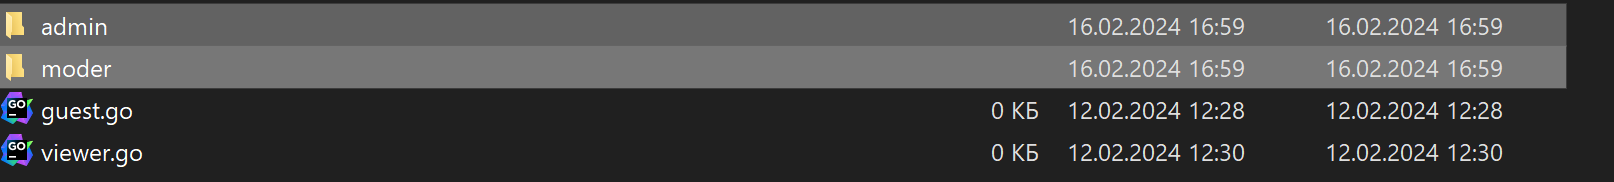 admin 16.02.2024 16:59 16.02.2024 16:59
moder 16.02.2024 16:59 16.02.2024 16:59
GO guest.go 0 КБ 12.02.2024 12:28 12.02.2024 12:28
GO viewer.go 0 КБ 12.02.2024 12:30 12.02.2024 12:30